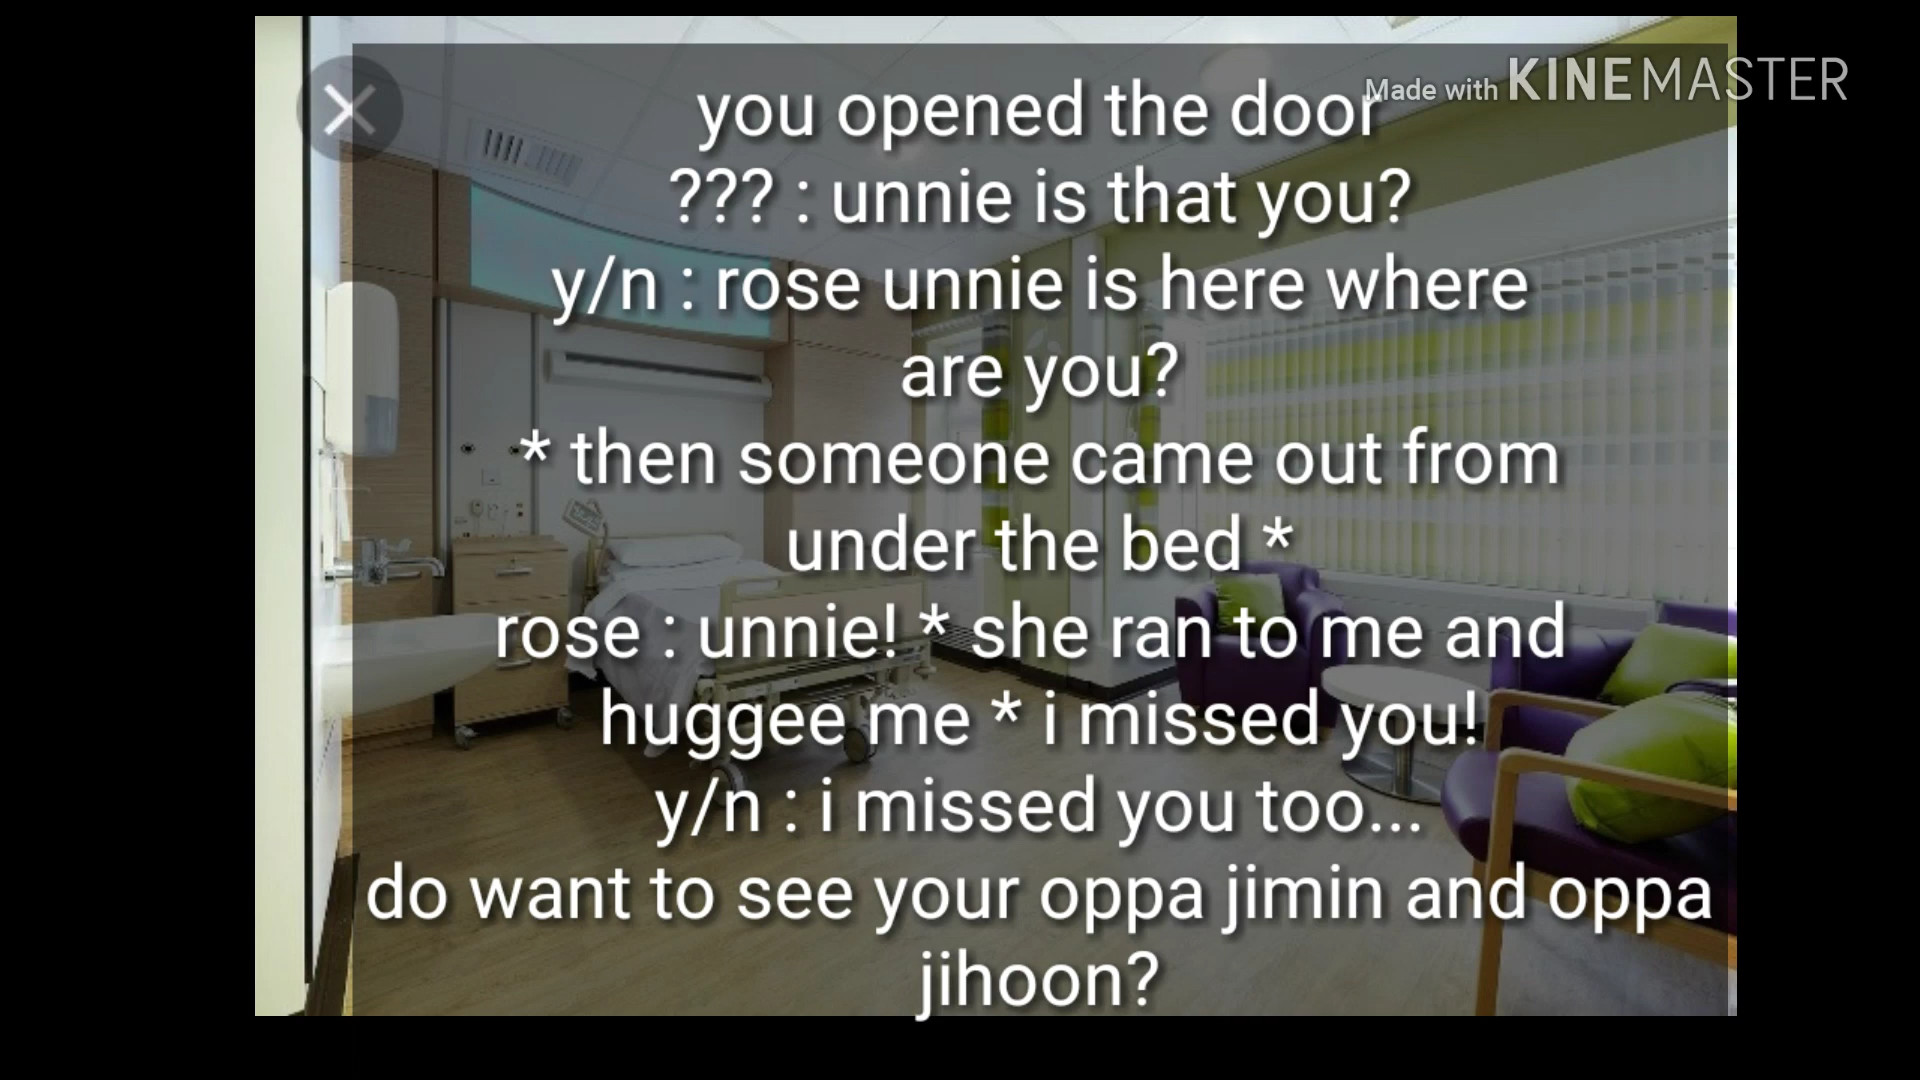 you opened the door
Made with KINEMASTER
??? : unnie is that you?
y/n : rose unnie is here where
are you?
* then someone came out from
under the bed *
rose : unnie! * she ran to me and
huggee me * i missed you!
y/n : i missed you too...
do want to see your oppa jimin and oppa
jihoon?